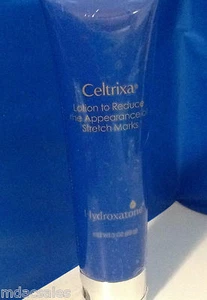 Celtrixa®
Lotion to Reduce
the Appearance of
Stretch Marks
Hydroxatone
© mdacsales